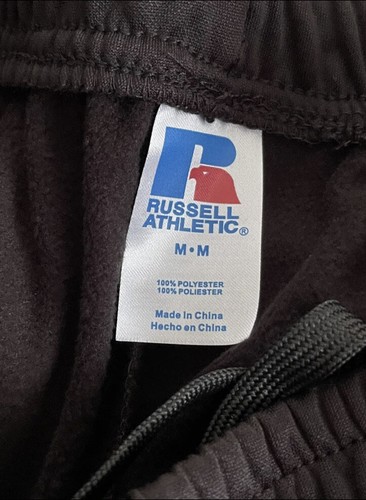 RUSSELL
ATHLETIC®
M•M
100% POLYESTER
100% POLIESTER
Made in China
Hecho en China